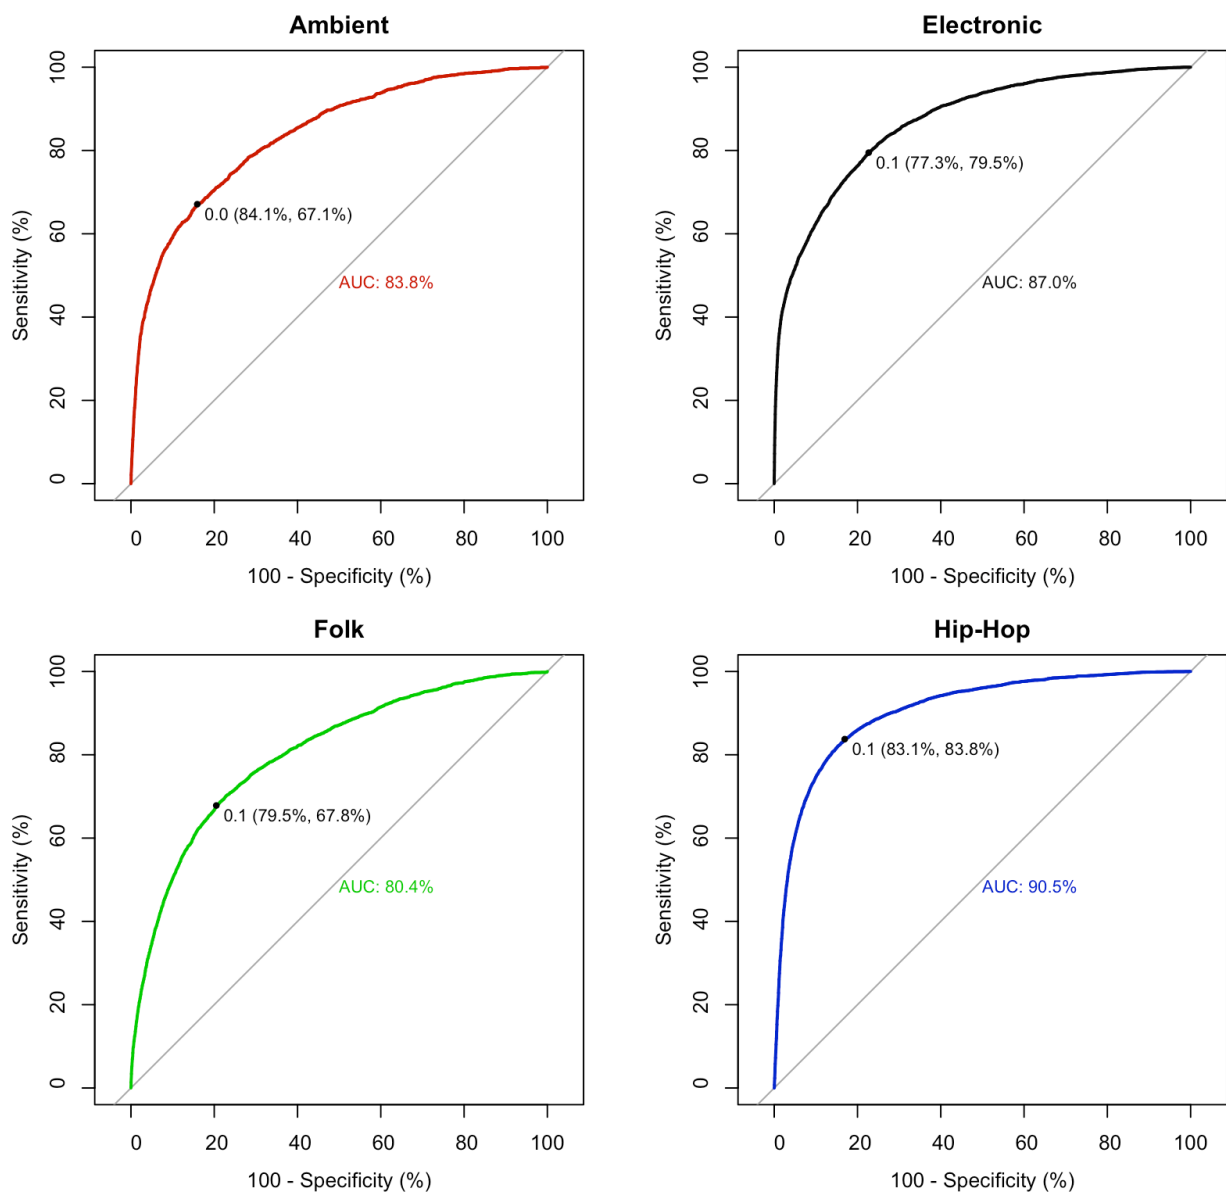 Ambient
Sensitivity (%)
100
80
60
40
20
0
0.0 (84.1%, 67.1%)
AUC: 83.8%
0 20 40 60 80 100
100 - Specificity (%)
Electronic
Sensitivity (%)
100
80
60
40
20
0
0.1 (77.3%, 79.5%)
AUC: 87.0%
0 20 40 60 80 100
100 - Specificity (%)
Folk
Sensitivity (%)
100
80
60
40
20
0
0.1 (79.5%, 67.8%)
AUC: 80.4%
0 20 40 60 80 100
100 - Specificity (%)
Hip-Hop
Sensitivity (%)
100
80
60
40
20
0
0.1 (83.1%, 83.8%)
AUC: 90.5%
0 20 40 60 80 100
100 - Specificity (%)